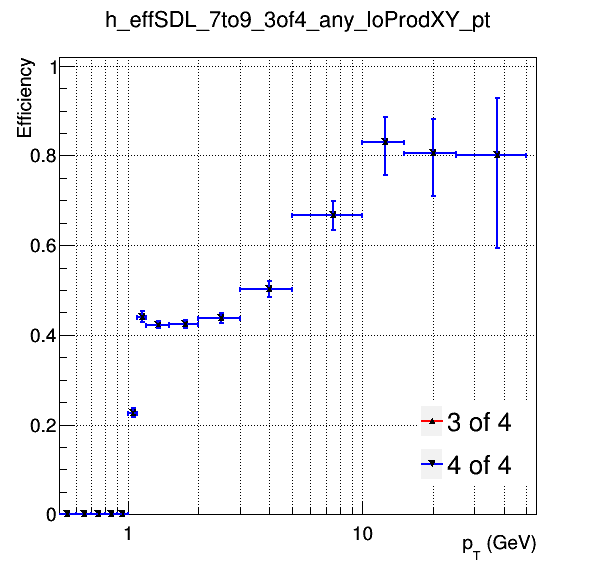 h_effSDL_7to9_3of4_any_loProdXY_pt
Efficiency
1
0.8
0.6
0.4
0.2
0
1
10
p_T (GeV)
3 of 4
4 of 4